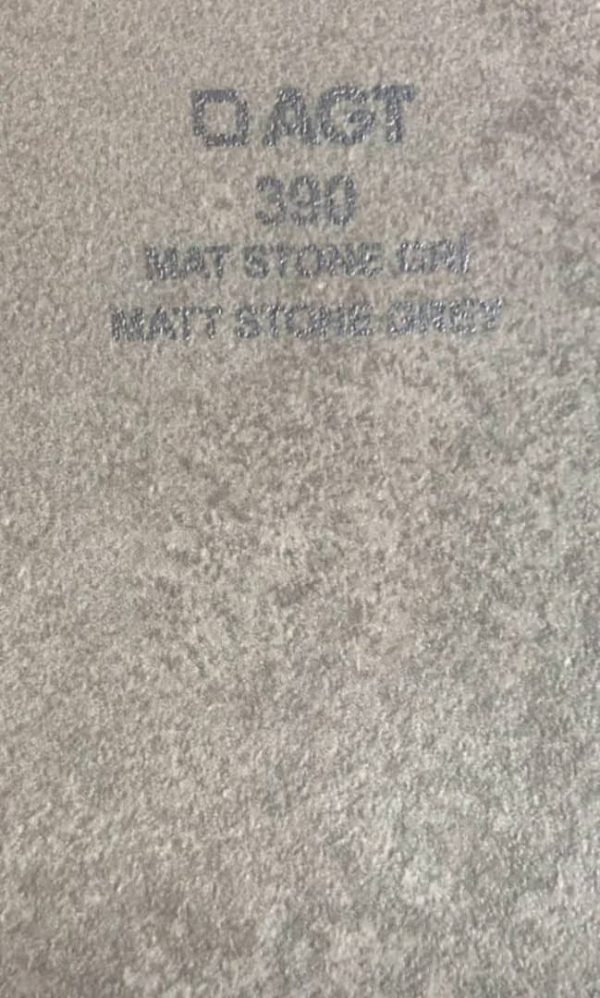 AGT
390
MAT STONE GRİ
MATT STONE GREY